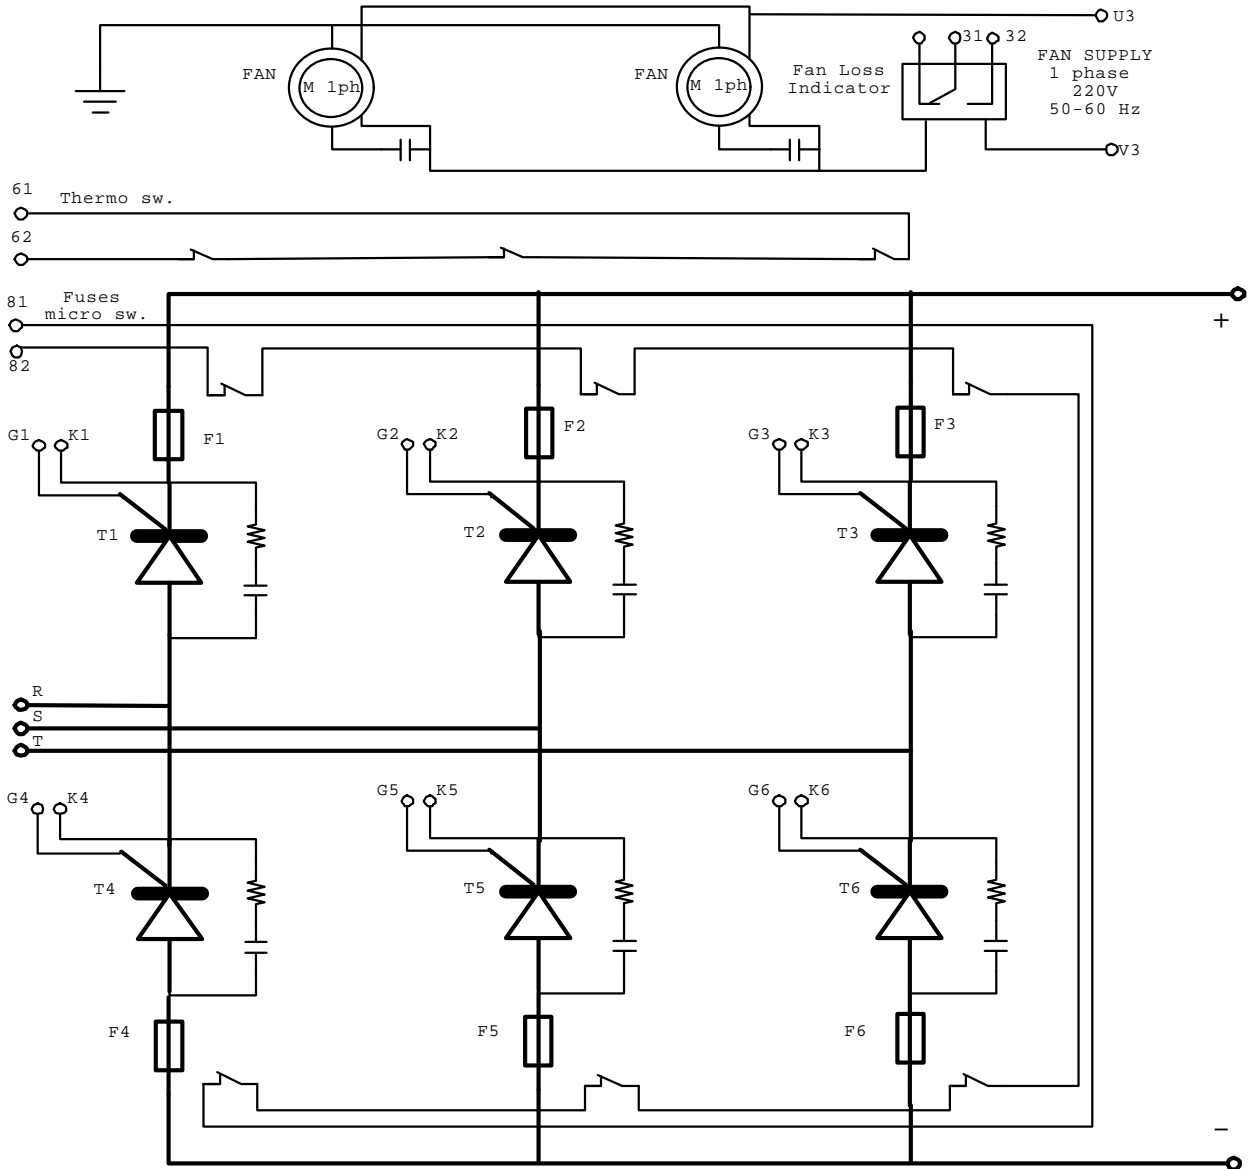 U3
31 32
FAN
M 1ph
FAN
M 1ph
Fan Loss
Indicator
FAN SUPPLY
1 phase
220V
50-60 Hz
V3
61
Thermo sw.
62
81
Fuses
micro sw.
82
+
G1 K1
F1
G2 K2
F2
G3 K3
F3
T1
T2
T3
R
S
T
G4 K4
G5 K5
G6 K6
T4
T5
T6
F4
F5
F6
−